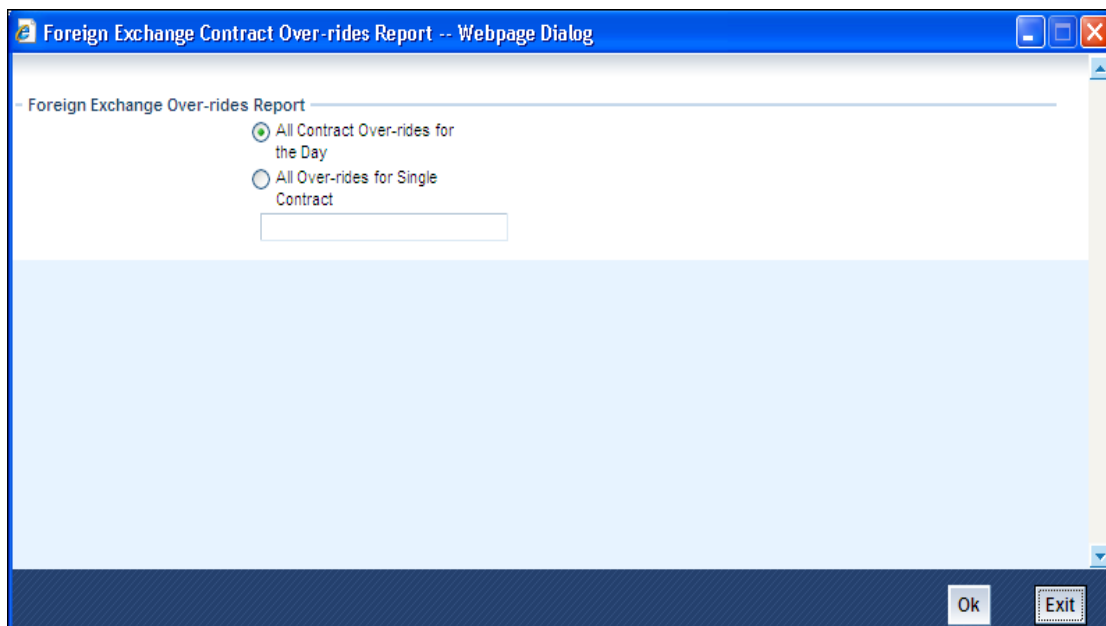 Foreign Exchange Contract Over-rides Report -- Webpage Dialog
Foreign Exchange Over-rides Report
All Contract Over-rides for
the Day
All Over-rides for Single
Contract
Ok
Exit